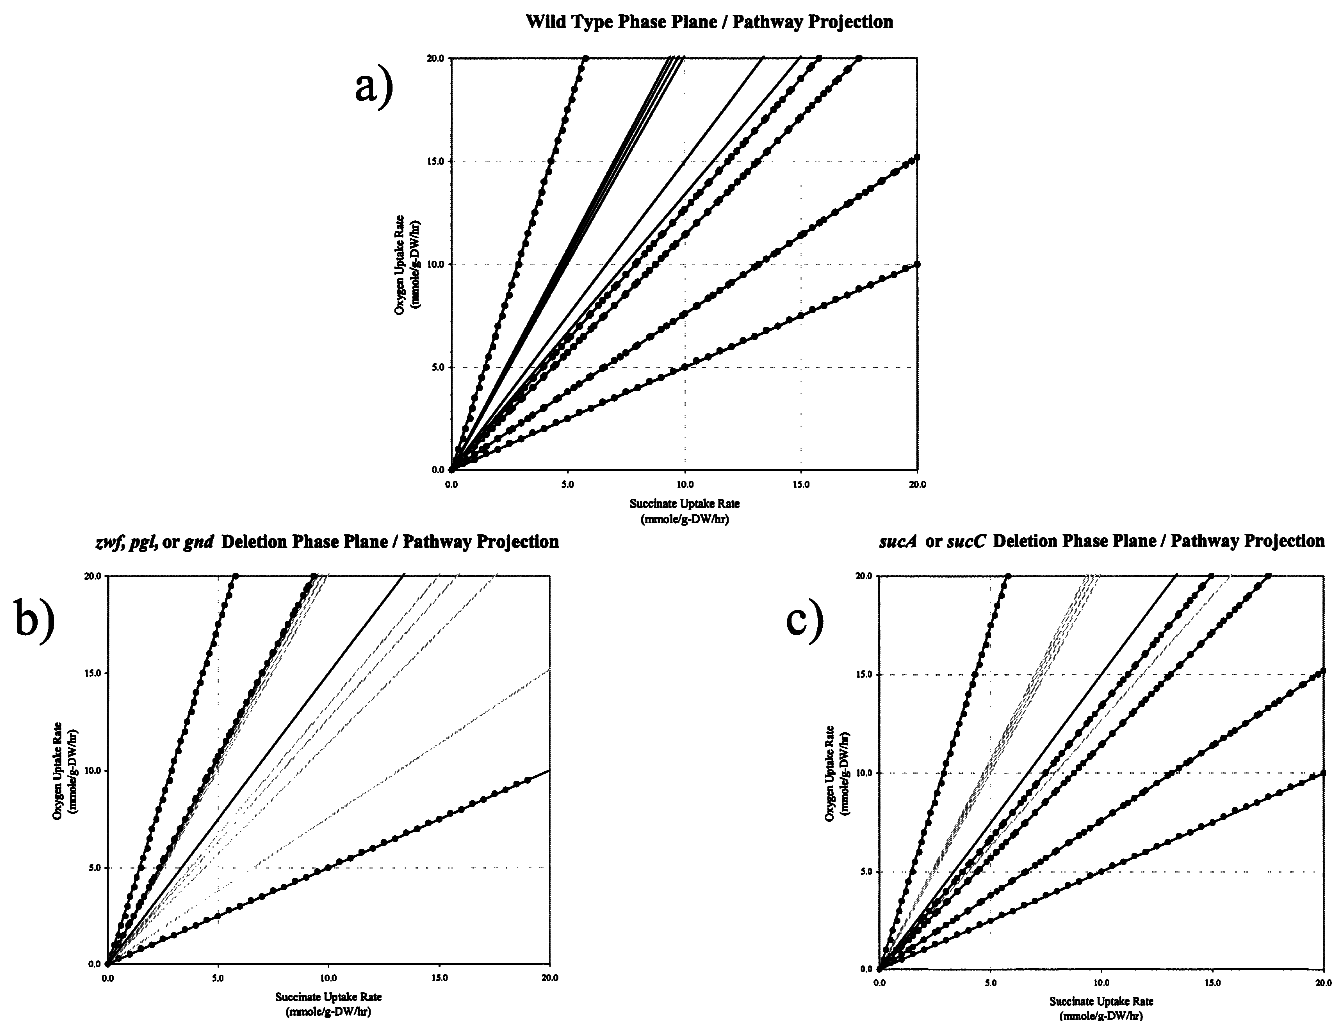 Wild Type Phase Plane / Pathway Projection
a)
20.0
15.0
10.0
5.0
0.0
Oxygen Uptake Rate
(mmole/g-DW/hr)
0.0 5.0 10.0 15.0 20.0
Succinate Uptake Rate
(mmole/g-DW/hr)
zwf, pgl, or gnd Deletion Phase Plane / Pathway Projection
b)
20.0
15.0
10.0
5.0
0.0
Oxygen Uptake Rate
(mmole/g-DW/hr)
0.0 5.0 10.0 15.0 20.0
Succinate Uptake Rate
(mmole/g-DW/hr)
sucA or sucC Deletion Phase Plane / Pathway Projection
c)
20.0
15.0
10.0
5.0
0.0
Oxygen Uptake Rate
(mmole/g-DW/hr)
0.0 5.0 10.0 15.0 20.0
Succinate Uptake Rate
(mmole/g-DW/hr)